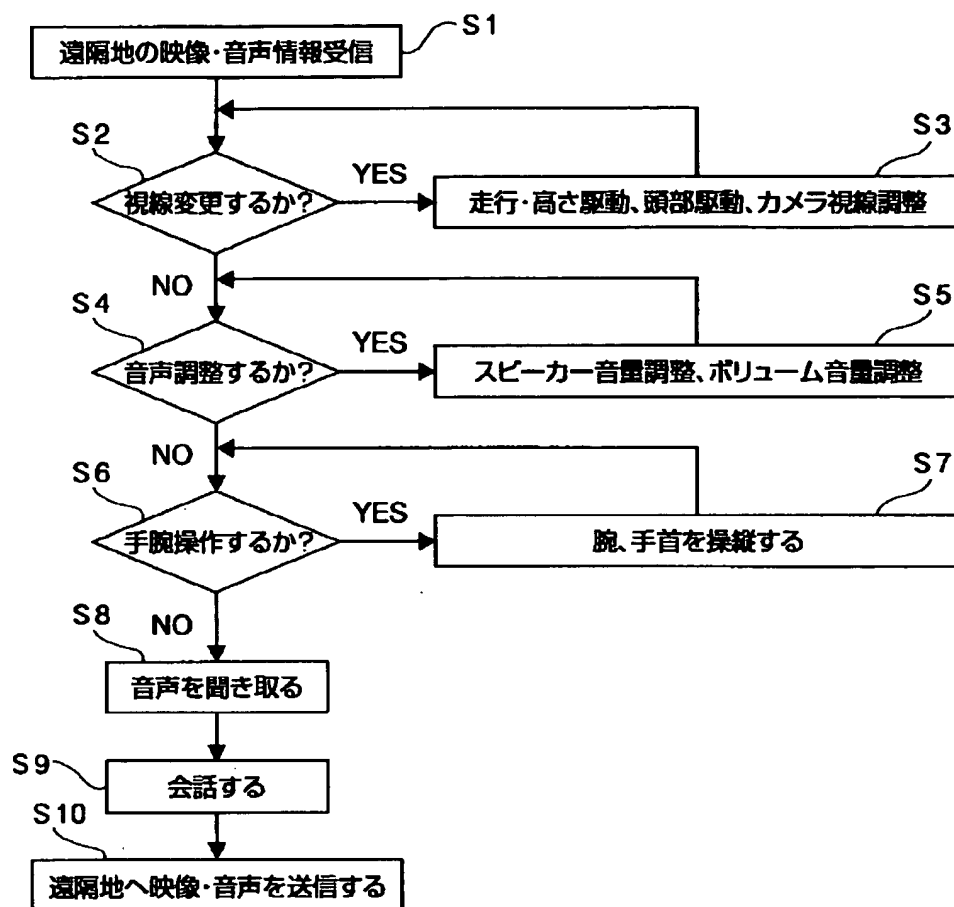 S1
遠隔地の映像・音声情報受信
S2
視線変更するか?
YES
S3
走行・高さ駆動、頭部駆動、カメラ視線調整
NO
S4
音声調整するか?
YES
S5
スピーカー音量調整、ボリューム音量調整
NO
S6
手腕操作するか?
YES
S7
腕、手首を操縦する
NO
S8
音声を聞き取る
S9
会話する
S10
遠隔地へ映像・音声を送信する